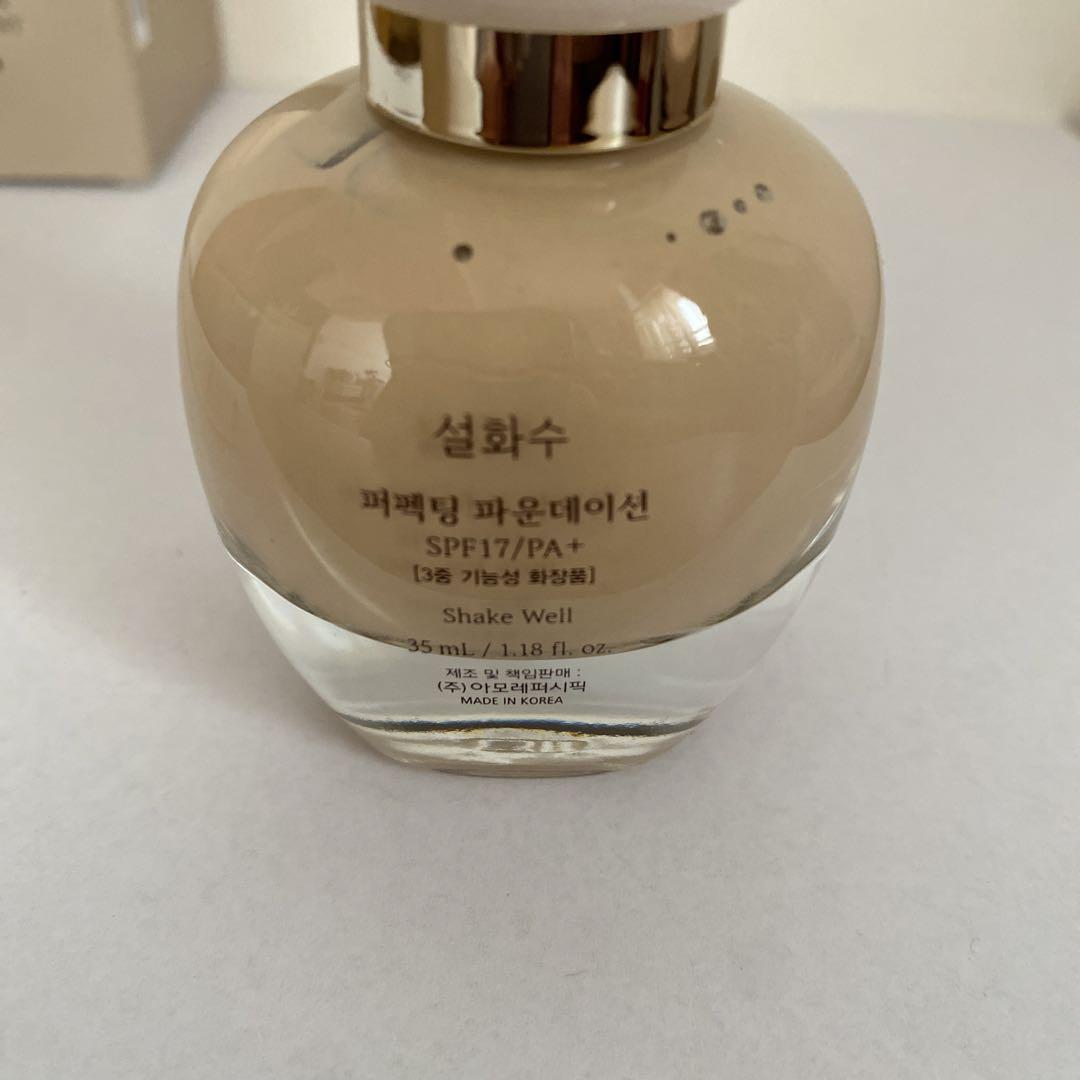 설화수
퍼펙팅 파운데이션
SPF17/PA+
[3중 기능성 화장품]
Shake Well
35 mL / 1.18 fl. oz.
제조 및 책임판매 :
(주)아모레퍼시픽
MADE IN KOREA